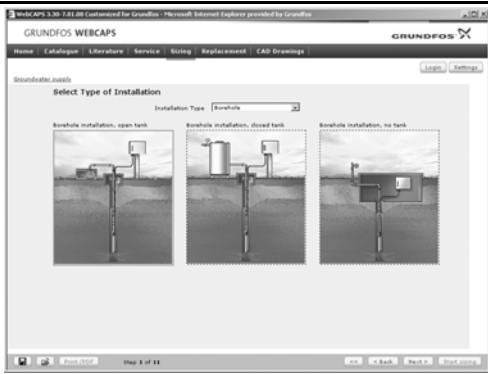 WebCAPS 3.30-7.81.08 Customized for Grundfos - Microsoft Internet Explorer provided by Grundfos
GRUNDFOS WEBCAPS
GRUNDFOS
Home Catalogue Literature Service Sizing Replacement CAD Drawings
Login Settings
Groundwater supply
Select Type of Installation
Installation Type Borehole
Borehole installation, open tank Borehole installation, closed tank Borehole installation, no tank
Print/PDF Step 1 of 11 << < Back Next > Start sizing